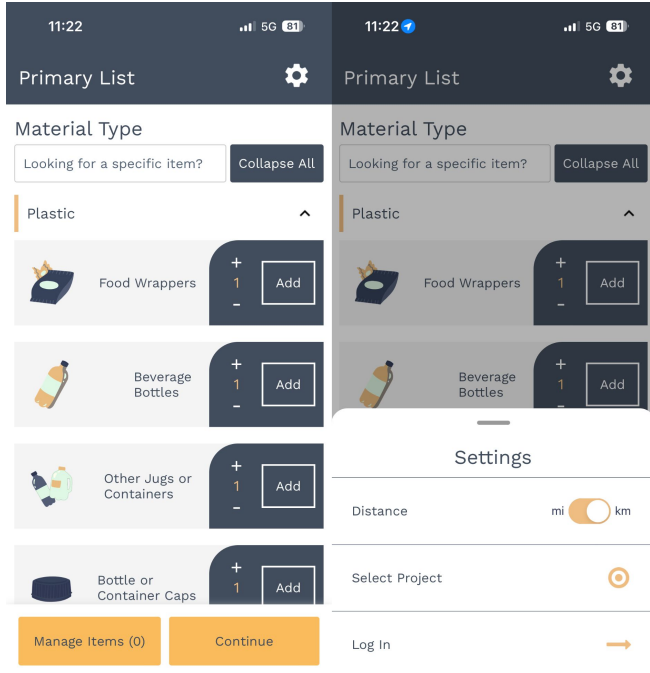 11:22
5G 81
Primary List
Material Type
Looking for a specific item?
Collapse All
Plastic
Food Wrappers
+
1
-
Add
Beverage
Bottles
+
1
-
Add
Other Jugs or
Containers
+
1
-
Add
Bottle or
Container Caps
+
1
Add
Manage Items (0)
Continue
11:22
5G 81
Primary List
Material Type
Looking for a specific item?
Collapse All
Plastic
Food Wrappers
+
1
-
Add
Beverage
Bottles
+
1
-
Add
Settings
Distance
mi
km
Select Project
Log In